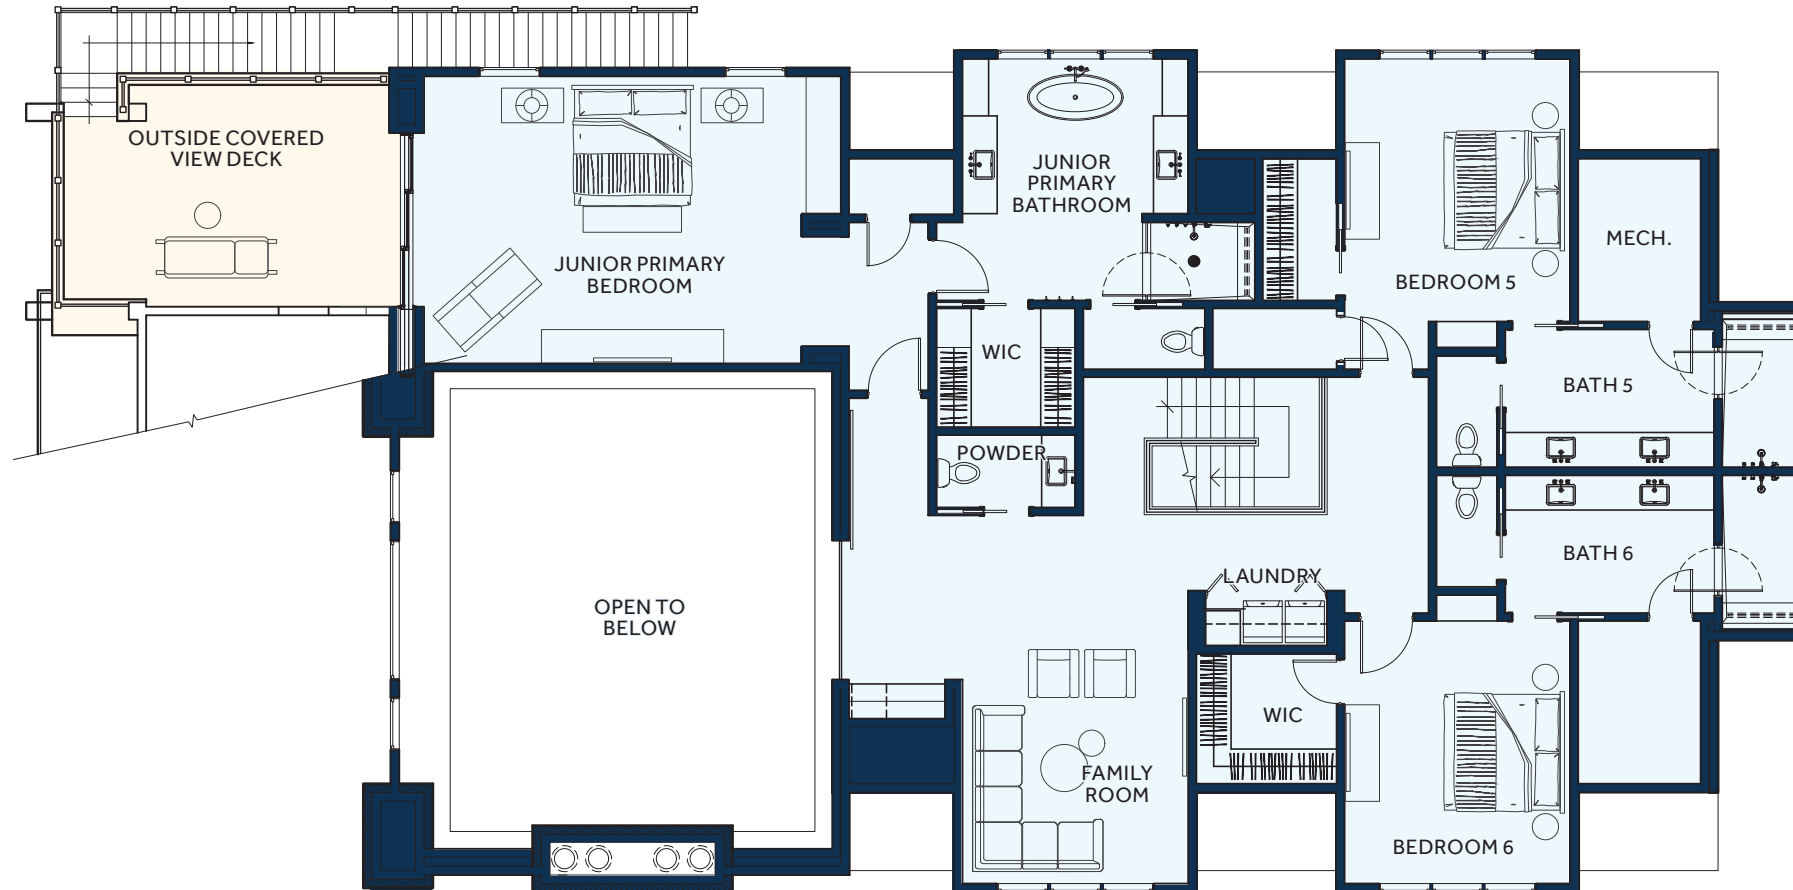 OUTSIDE COVERED
VIEW DECK
JUNIOR PRIMARY
BEDROOM
JUNIOR
PRIMARY
BATHROOM
BEDROOM 5
MECH.
WIC
BATH 5
POWDER
BATH 6
LAUNDRY
OPEN TO
BELOW
WIC
FAMILY
ROOM
BEDROOM 6